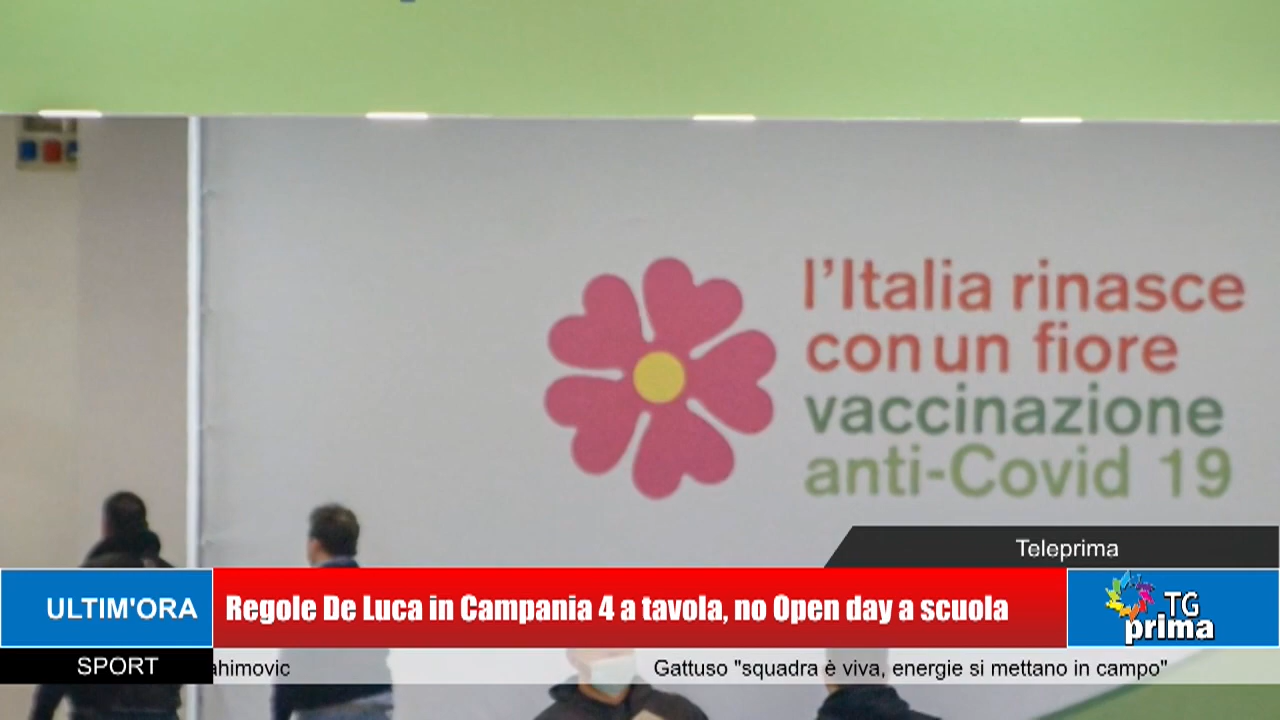 l'Italia rinasce
con un fiore
vaccinazione
anti-Covid 19
Teleprima
ULTIM'ORA
Regole De Luca in Campania 4 a tavola, no Open day a scuola
TG
prima
SPORT
ahimovic
Gattuso "squadra è viva, energie si mettano in campo"